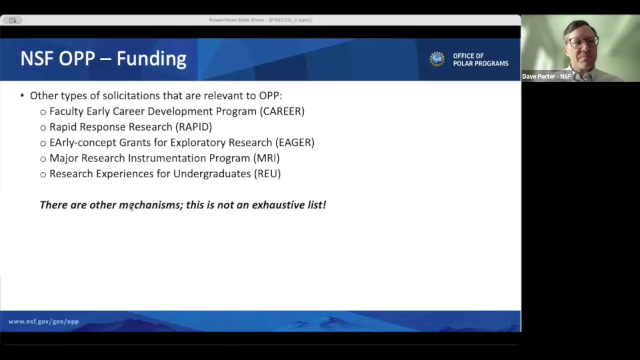 PowerPoint Slide Show - [PSECCO_2.pptx]
NSF OPP – Funding
OFFICE OF
POLAR PROGRAMS
Dave Porter - NSF
• Other types of solicitations that are relevant to OPP:
o Faculty Early Career Development Program (CAREER)
o Rapid Response Research (RAPID)
o EArly-concept Grants for Exploratory Research (EAGER)
o Major Research Instrumentation Program (MRI)
o Research Experiences for Undergraduates (REU)
There are other mechanisms; this is not an exhaustive list!
www.nsf.gov/geo/opp